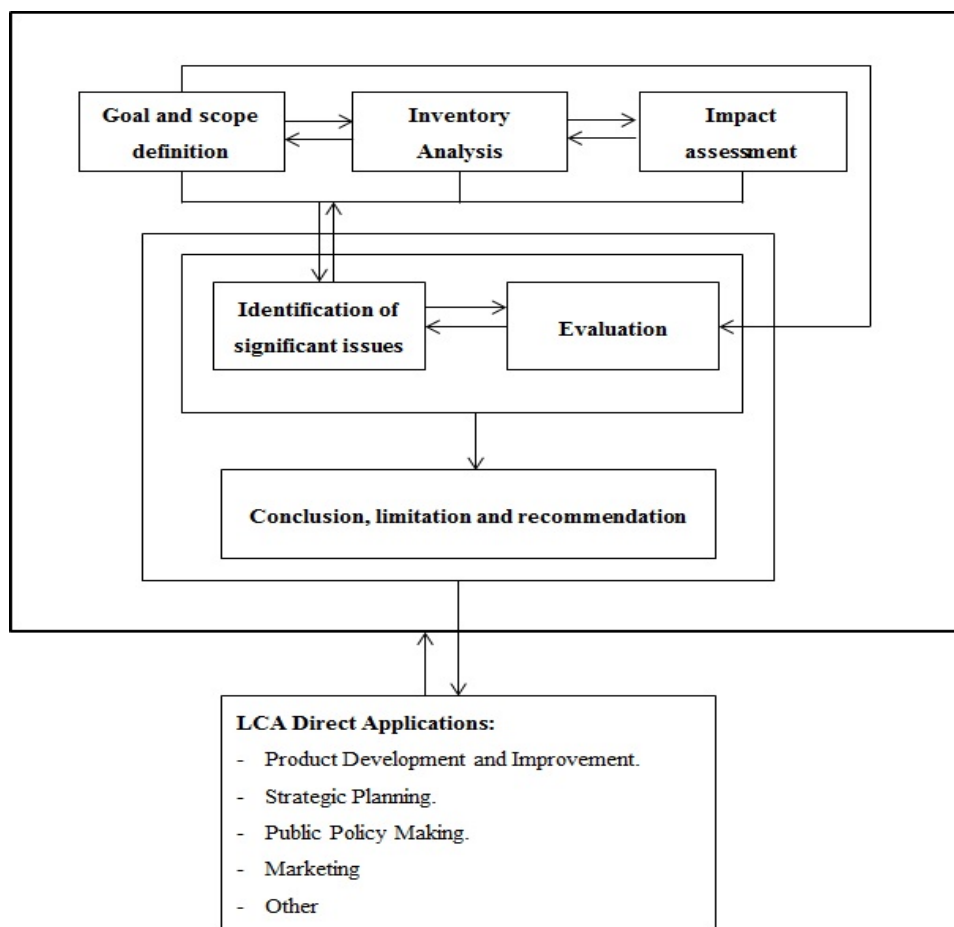 Goal and scope
definition
Inventory
Analysis
Impact
assessment
Identification of
significant issues
Evaluation
Conclusion, limitation and recommendation
LCA Direct Applications:
- Product Development and Improvement.
- Strategic Planning.
- Public Policy Making.
- Marketing
- Other